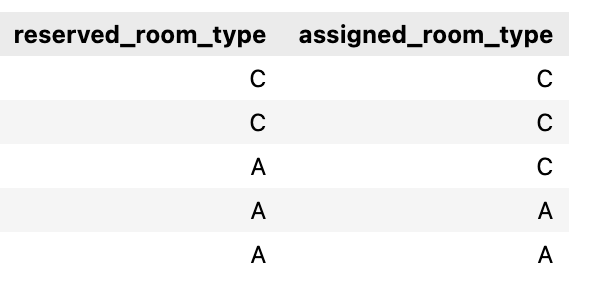 reserved_room_type assigned_room_type
C C
C C
A C
A A
A A